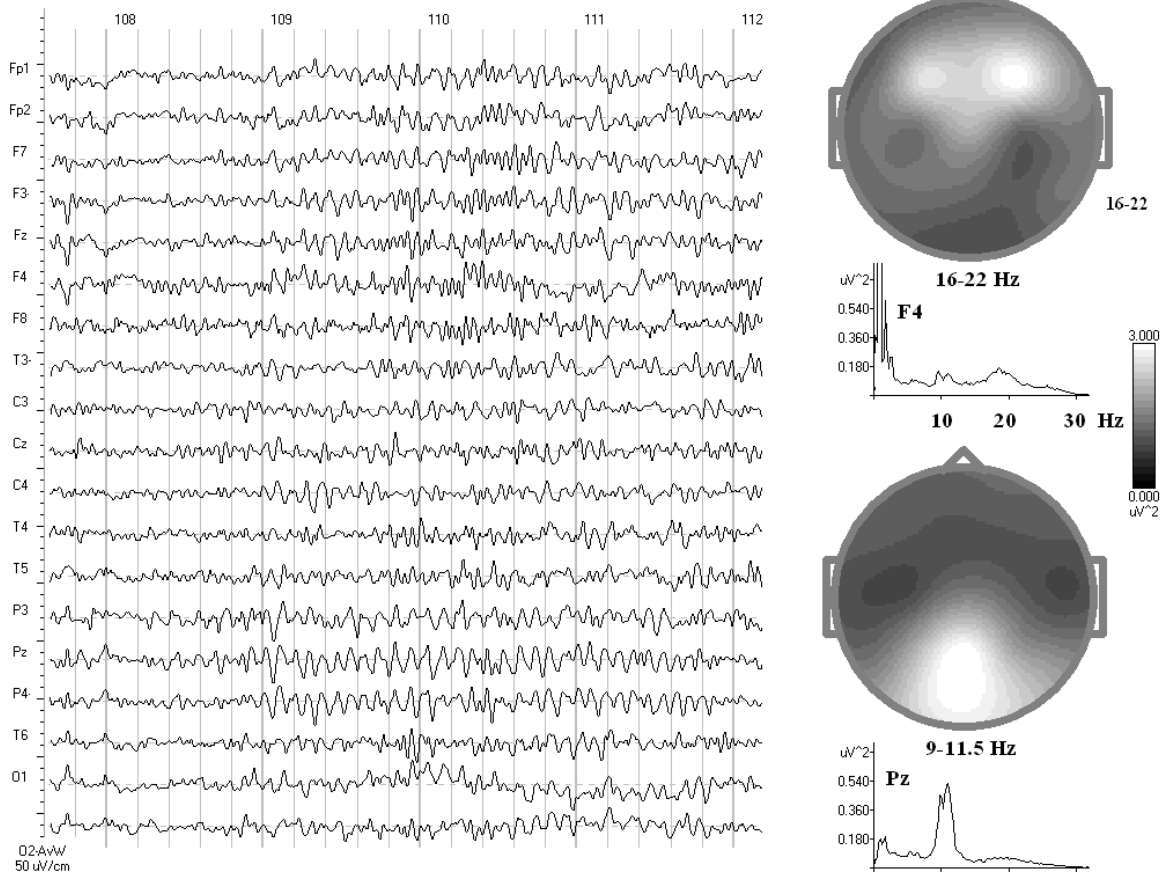 108 109 110 111 112
Fp1
Fp2
F7
F3
Fz
F4
F8
T3
C3
Cz
C4
T4
T5
P3
Pz
P4
T6
O1
O2-AvW
50 uV/cm
16-22
16-22 Hz
uV^2
0.540
0.360
0.180
F4
10 20 30 Hz
3.000
0.000
uV^2
9-11.5 Hz
uV^2
0.540
0.360
0.180
Pz